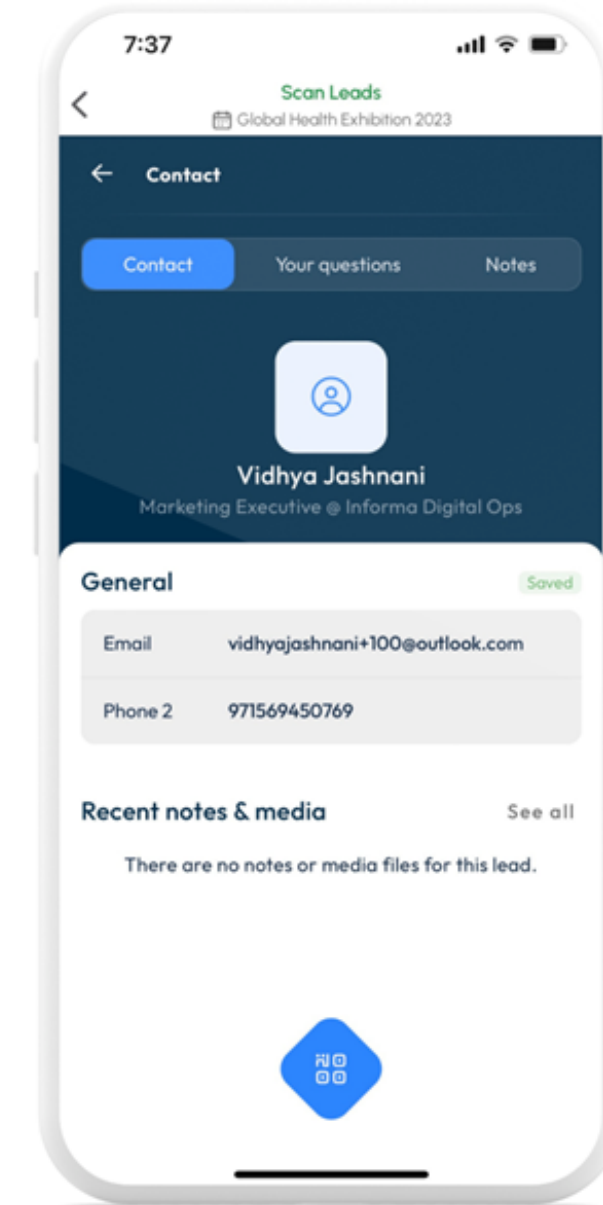 7:37
Scan Leads
Global Health Exhibition 2023
Contact
Contact Your questions Notes
Vidhya Jashnani
Marketing Executive @ Informa Digital Ops
General Saved
Email vidhyajashnani+100@outlook.com
Phone 2 971569450769
Recent notes & media See all
There are no notes or media files for this lead.